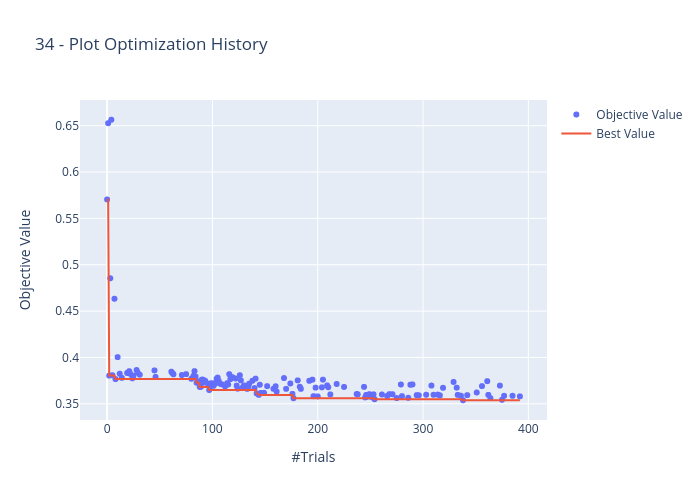 34 - Plot Optimization History
Objective Value
Best Value
0.65
0.6
0.55
0.5
0.45
0.4
0.35
Objective Value
0
100
200
300
400
#Trials